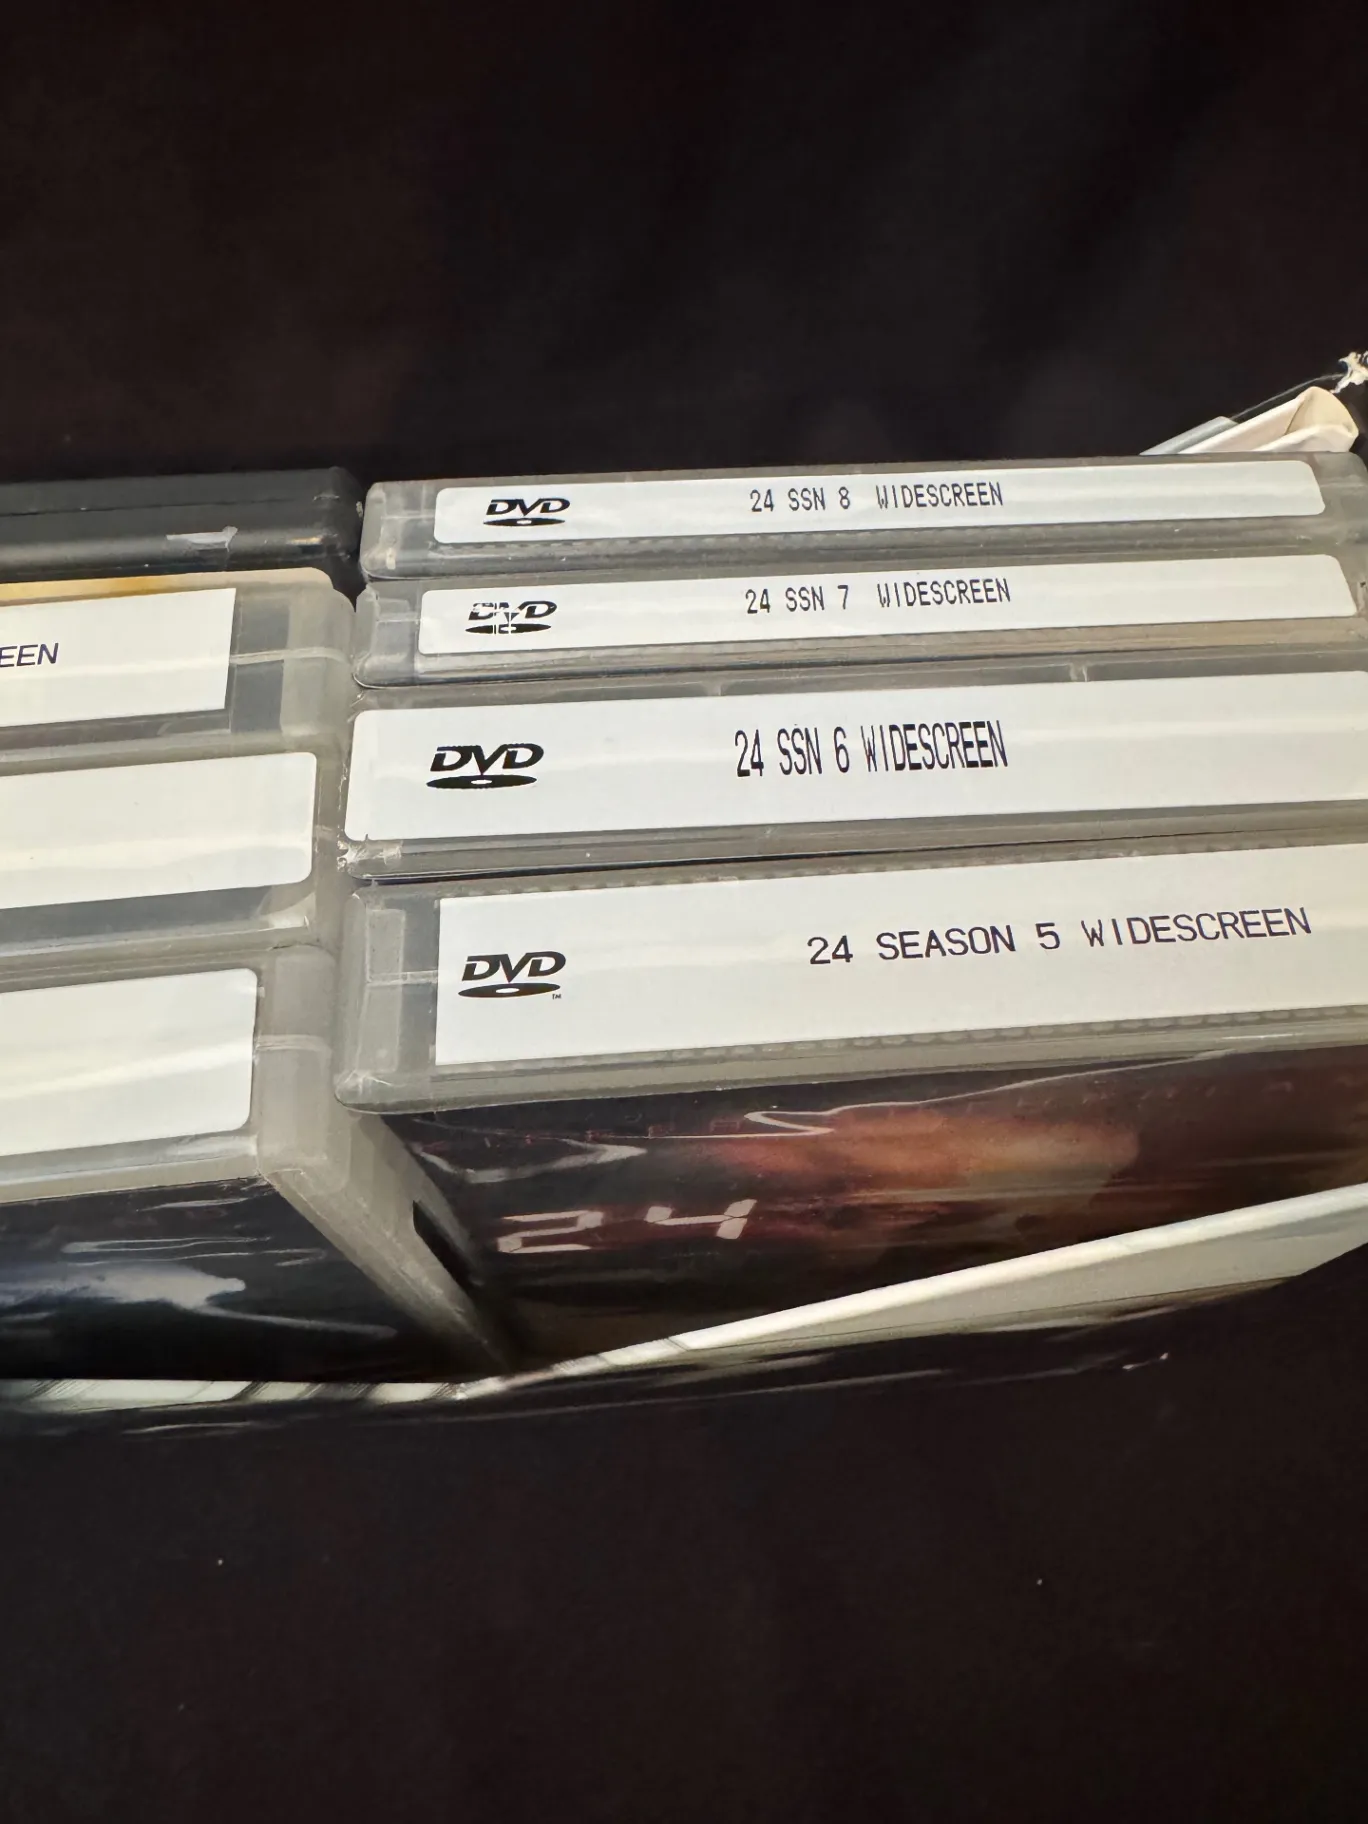 DVD 24 SSN 8 WIDESCREEN
DVD 24 SSN 7 WIDESCREEN
EEN
DVD 24 SSN 6 WIDESCREEN
DVD™ 24 SEASON 5 WIDESCREEN
24